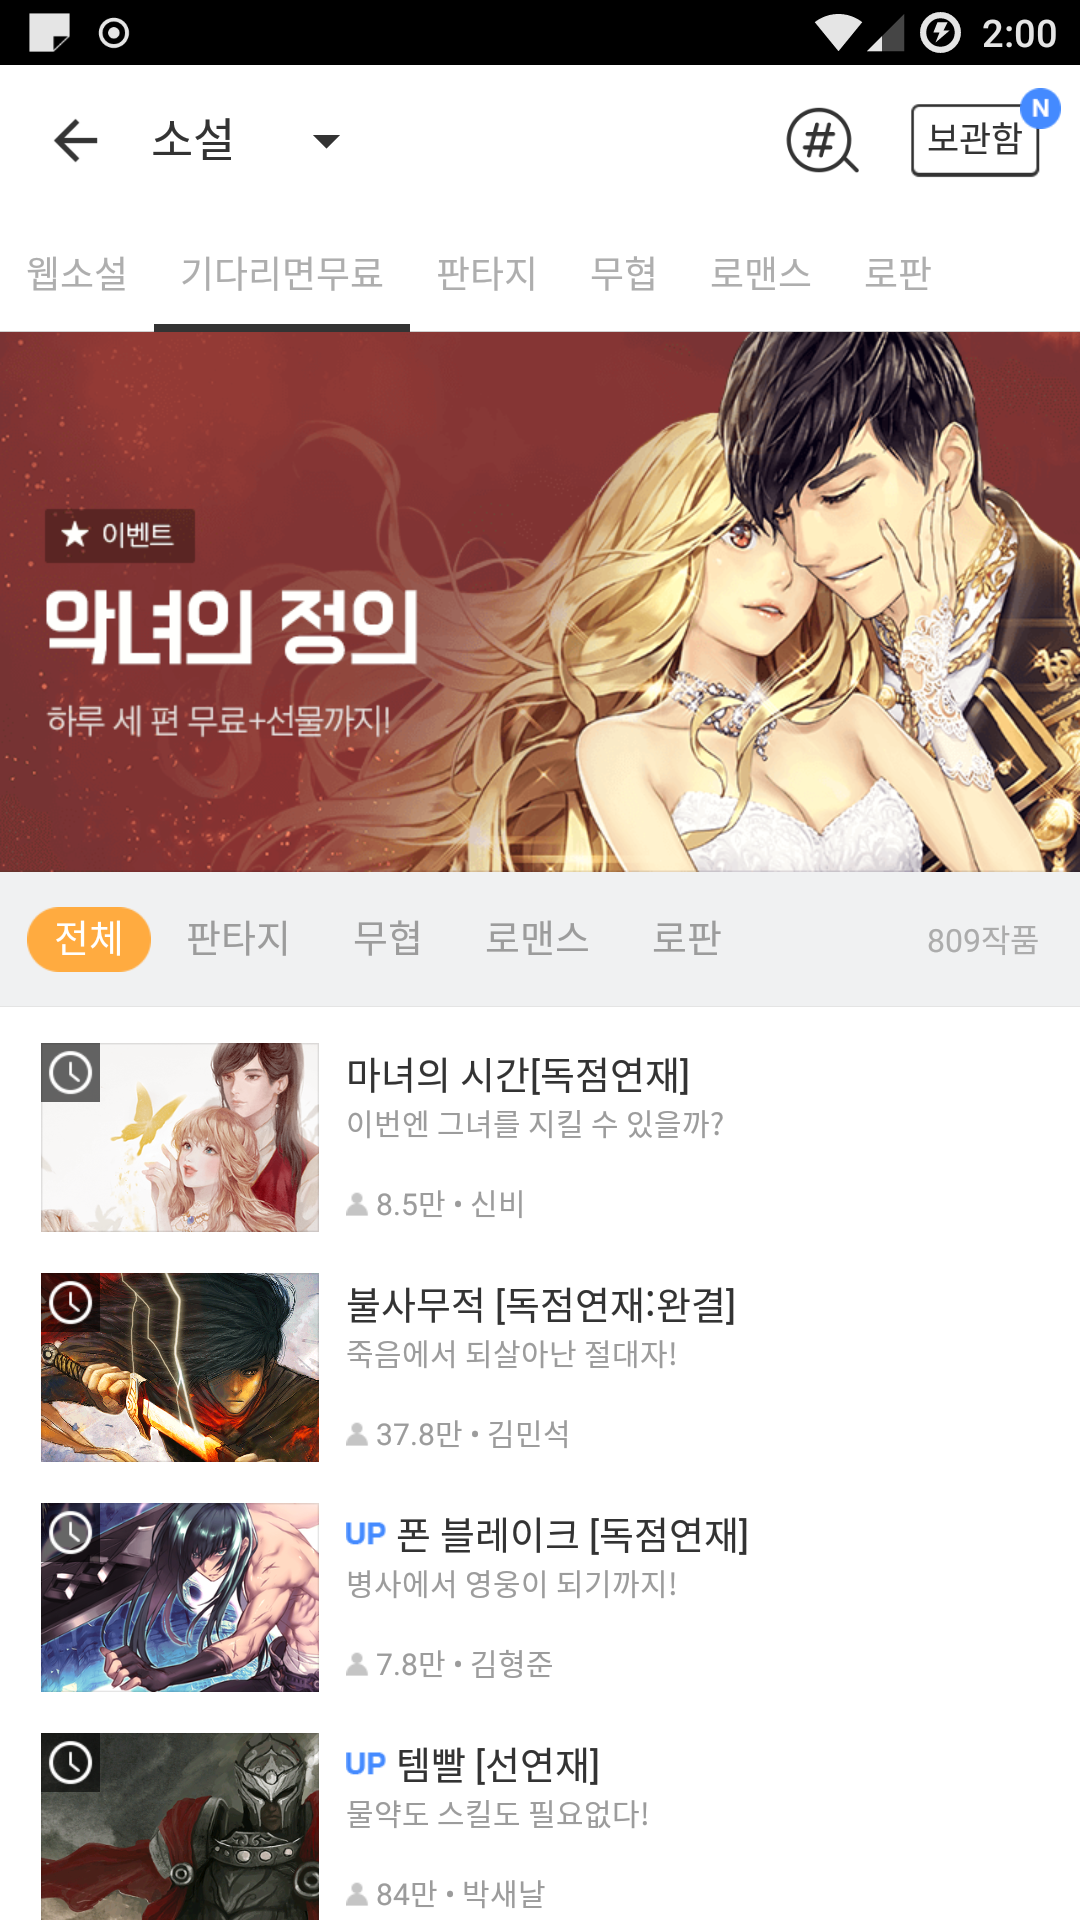 2:00
소설
#
보관함
N
웹소설 기다리면무료 판타지 무협 로맨스 로판
★ 이벤트
악녀의 정의
하루 세 편 무료+선물까지!
전체 판타지 무협 로맨스 로판 809작품
마녀의 시간[독점연재]
이번엔 그녀를 지킬 수 있을까?
8.5만 • 신비
불사무적 [독점연재:완결]
죽음에서 되살아난 절대자!
37.8만 • 김민석
UP 폰 블레이크 [독점연재]
병사에서 영웅이 되기까지!
7.8만 • 김형준
UP 템빨 [선연재]
물약도 스킬도 필요없다!
84만 • 박새날